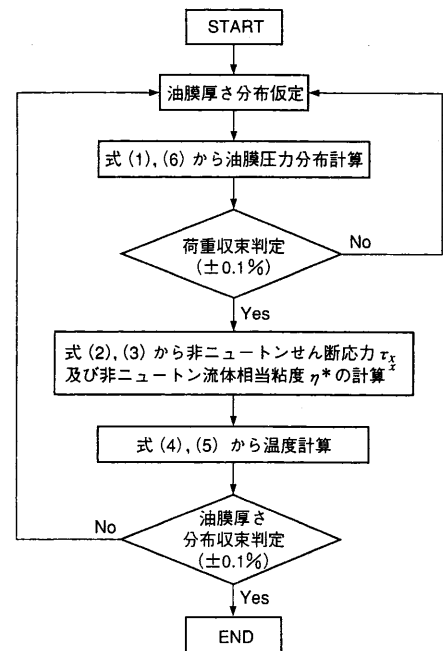 START
油膜厚さ分布仮定
式 (1), (6) から油膜圧力分布計算
荷重収束判定
(±0.1%)
No
Yes
式 (2), (3) から非ニュートンせん断応力 τx
及び非ニュートン流体相当粘度 η* の計算 x
式 (4), (5) から温度計算
油膜厚さ
分布収束判定
(±0.1%)
No
Yes
END